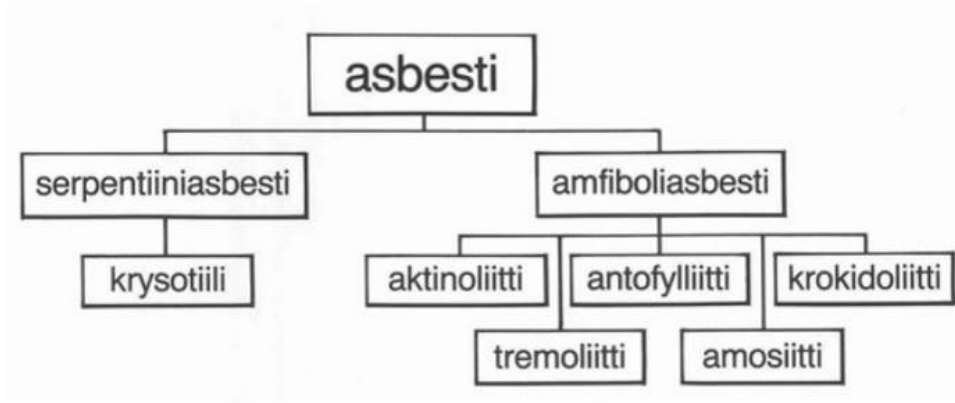 asbesti
serpentiiniasbesti
amfiboliasbesti
krysotiili
aktinoliitti
antofylliitti
krokidoliitti
tremoliitti
amosiitti